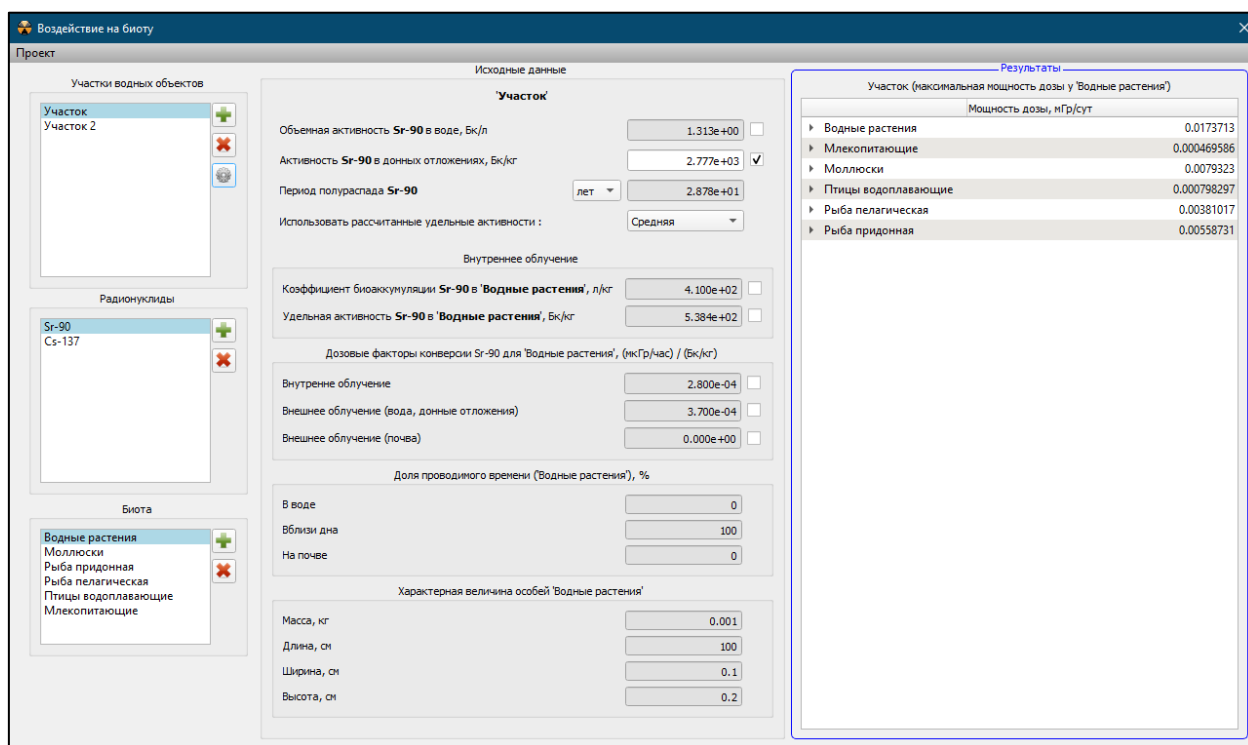 Воздействие на биоту
Проект
Участки водных объектов
Участок
Участок 2
Радионуклиды
Sr-90
Cs-137
Биота
Водные растения
Моллюски
Рыба придонная
Рыба пелагическая
Птицы водоплавающие
Млекопитающие
Исходные данные
'Участок'
Объемная активность Sr-90 в воде, Бк/л 1.313e+00
Активность Sr-90 в донных отложениях, Бк/кг 2.777e+03
Период полураспада Sr-90 лет 2.878e+01
Использовать рассчитанные удельные активности : Средняя
Внутреннее облучение
Коэффициент биоаккумуляции Sr-90 в 'Водные растения', л/кг 4.100e+02
Удельная активность Sr-90 в 'Водные растения', Бк/кг 5.384e+02
Дозовые факторы конверсии Sr-90 для 'Водные растения', (мкГр/час) / (Бк/кг)
Внутренне облучение 2.800e-04
Внешнее облучение (вода, донные отложения) 3.700e-04
Внешнее облучение (почва) 0.000e+00
Доля проводимого времени ('Водные растения'), %
В воде 0
Вблизи дна 100
На почве 0
Характерная величина особей 'Водные растения'
Масса, кг 0.001
Длина, см 100
Ширина, см 0.1
Высота, см 0.2
Результаты
Участок (максимальная мощность дозы у 'Водные растения')
Мощность дозы, мГр/сут
Водные растения 0.0173713
Млекопитающие 0.000469586
Моллюски 0.0079323
Птицы водоплавающие 0.000798297
Рыба пелагическая 0.00381017
Рыба придонная 0.00558731